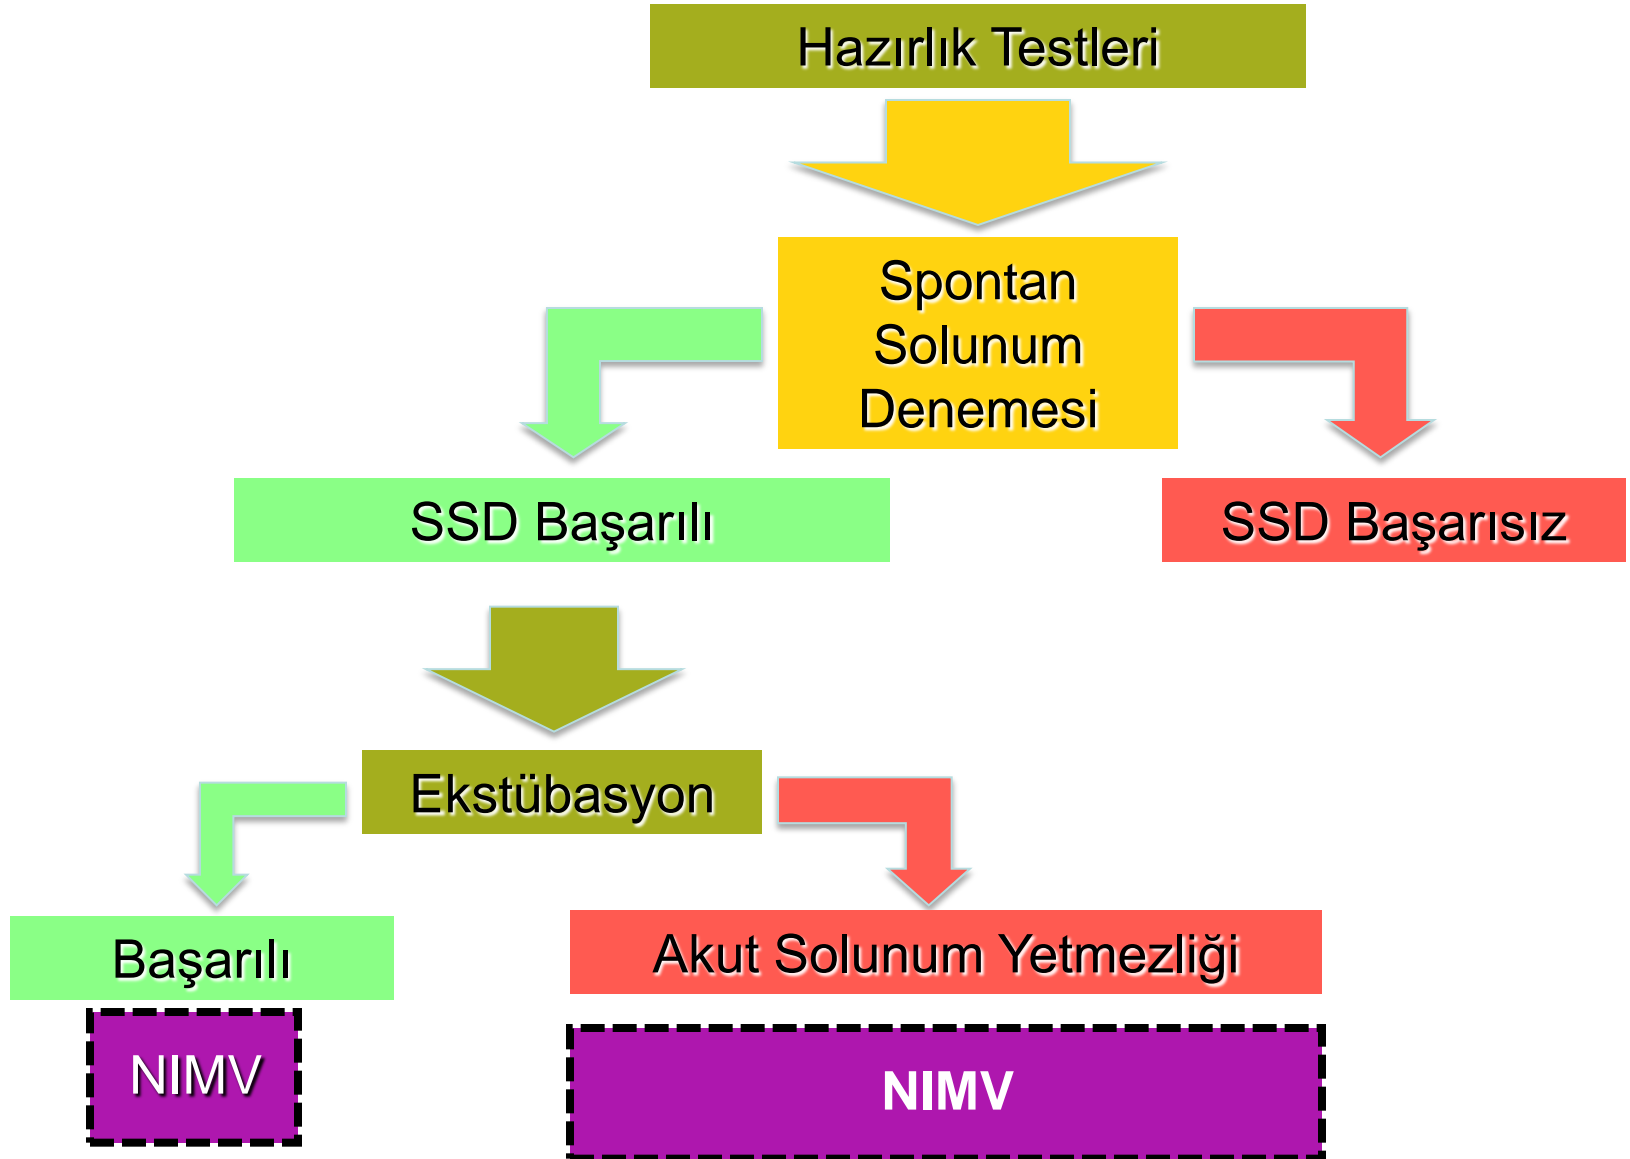 Hazırlık Testleri
Spontan
Solunum
Denemesi
SSD Başarılı
SSD Başarısız
Ekstübasyon
Başarılı
Akut Solunum Yetmezliği
NIMV
NIMV